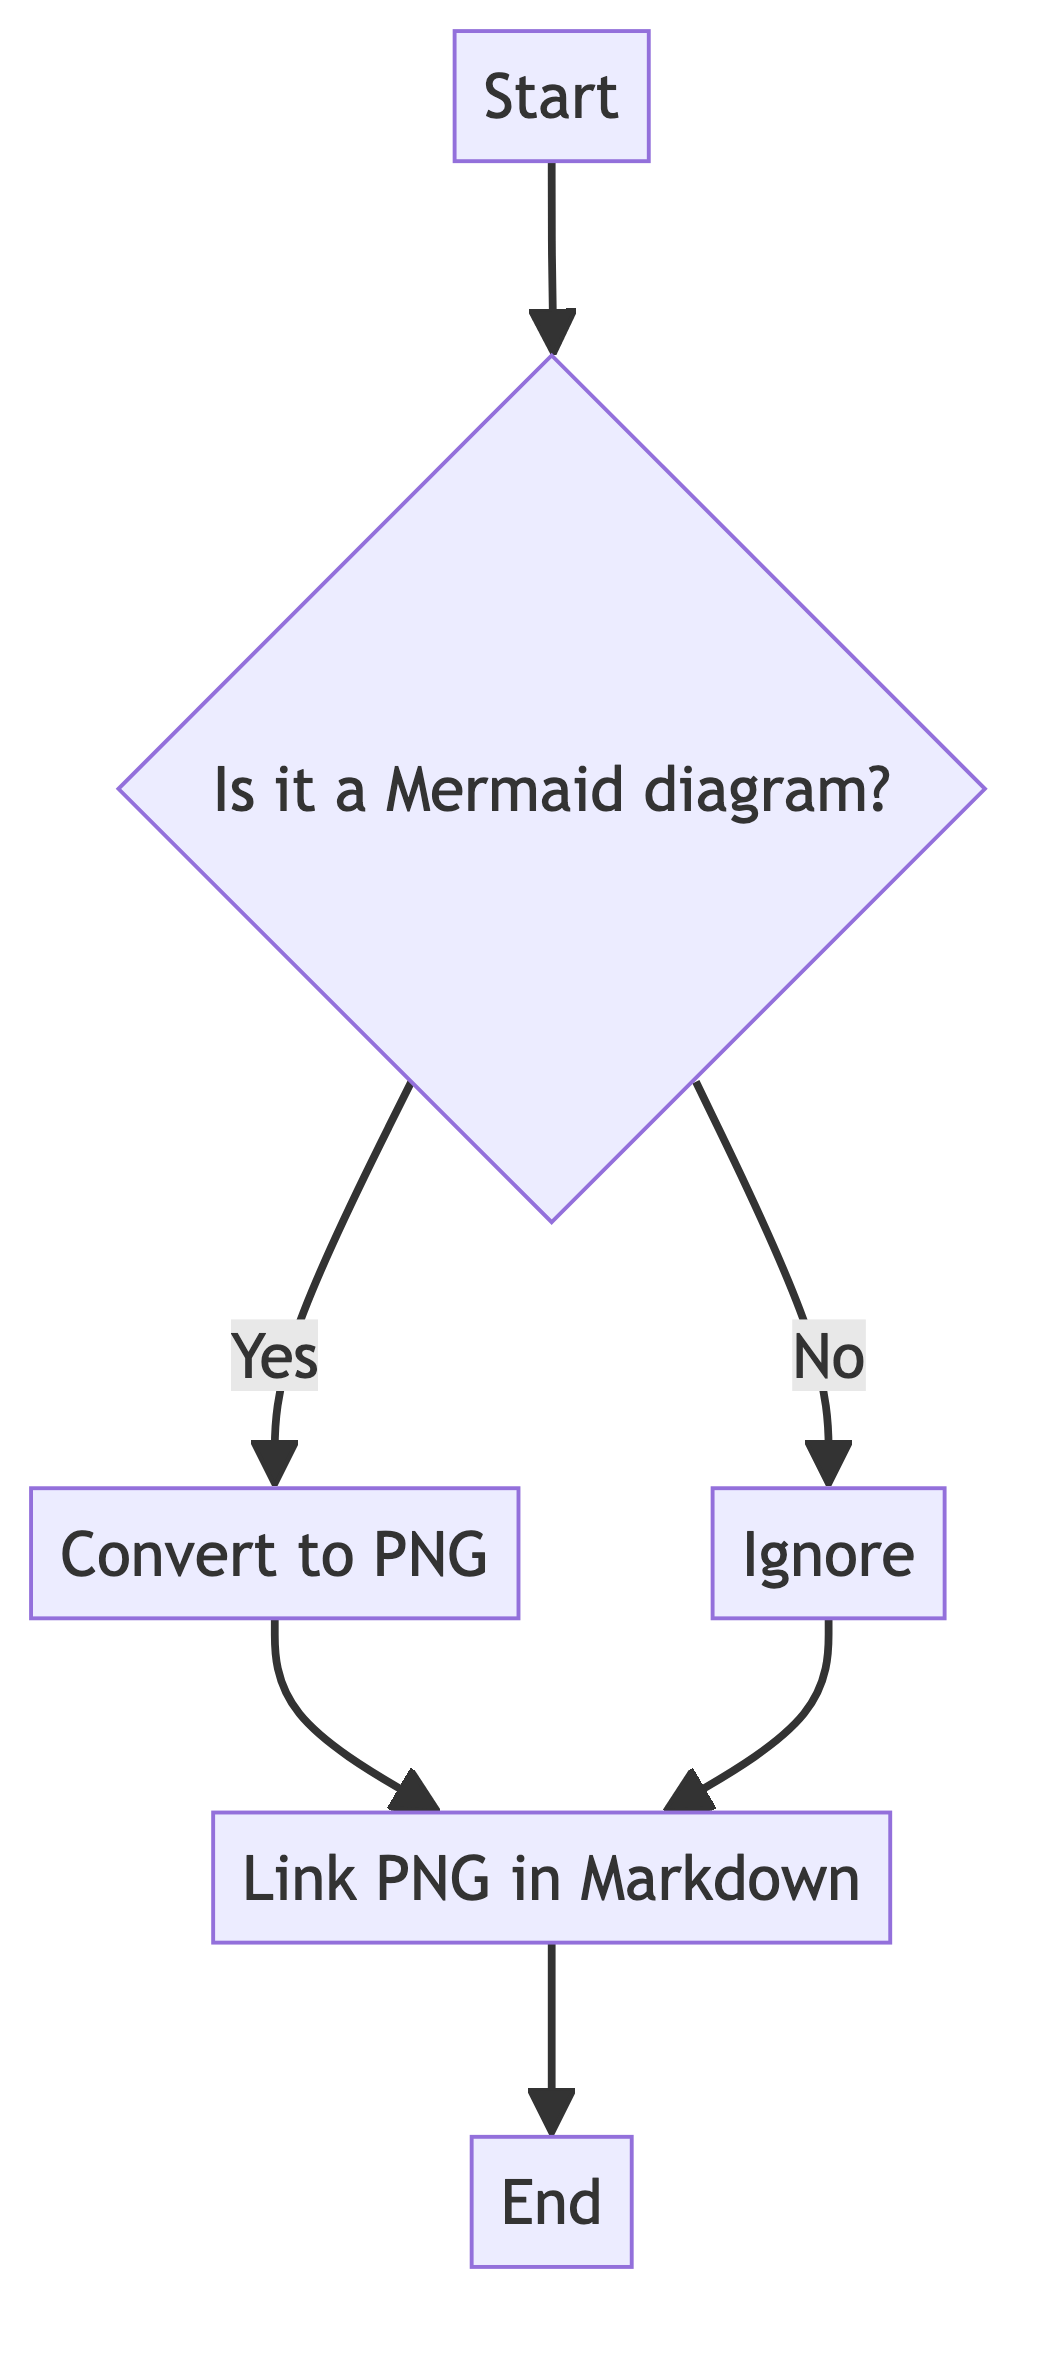 Start
Is it a Mermaid diagram?
Yes
No
Convert to PNG
Ignore
Link PNG in Markdown
End